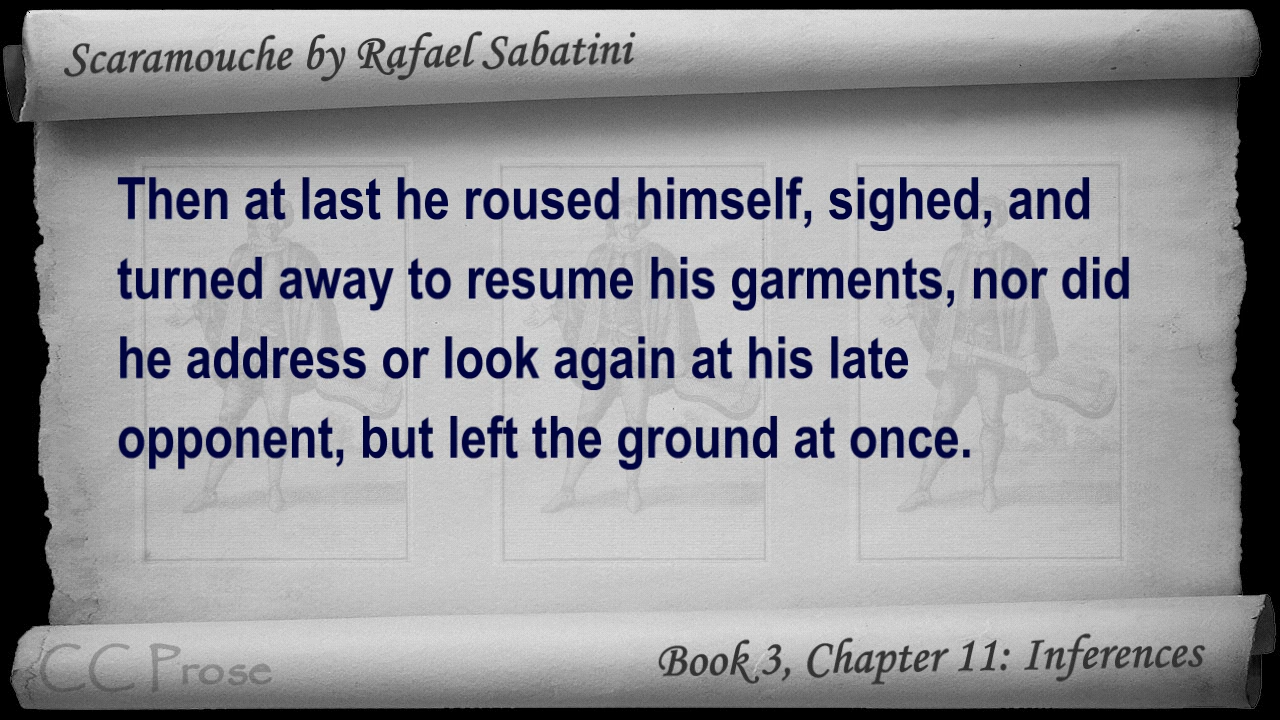 Scaramouche by Rafael Sabatini
Then at last he roused himself, sighed, and
turned away to resume his garments, nor did
he address or look again at his late
opponent, but left the ground at once.
CC Prose
Book 3, Chapter 11: Inferences